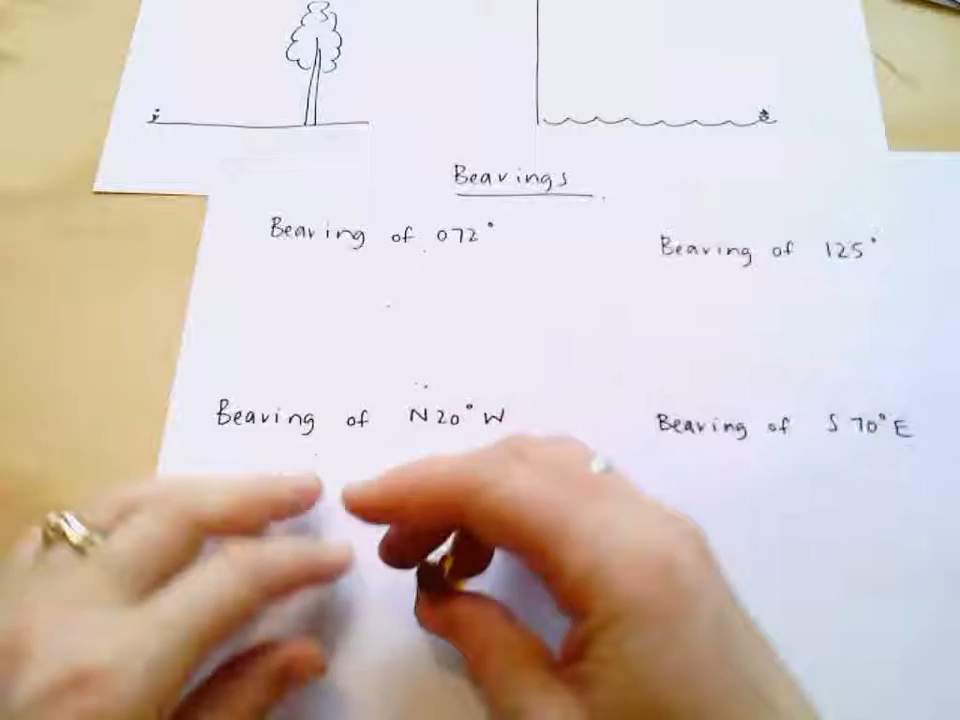 Bearings
Bearing of 072°
Bearing of 125°
Bearing of N20°W
Bearing of S70°E